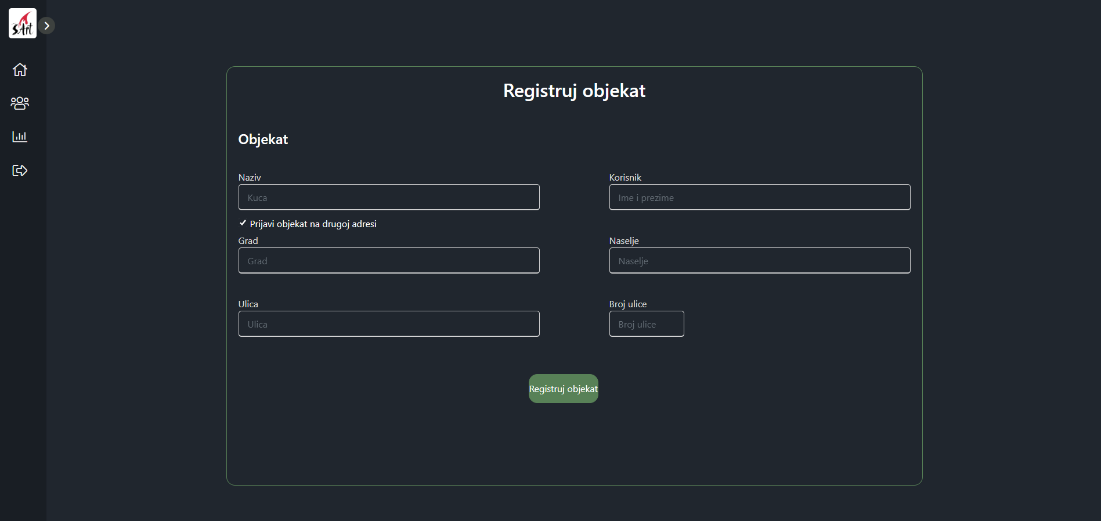 sArt
Registruj objekat
Objekat
Naziv
Korisnik
Kuca
Ime i prezime
✔ Prijavi objekat na drugoj adresi
Grad
Naselje
Grad
Naselje
Ulica
Broj ulice
Ulica
Broj ulice
Registruj objekat